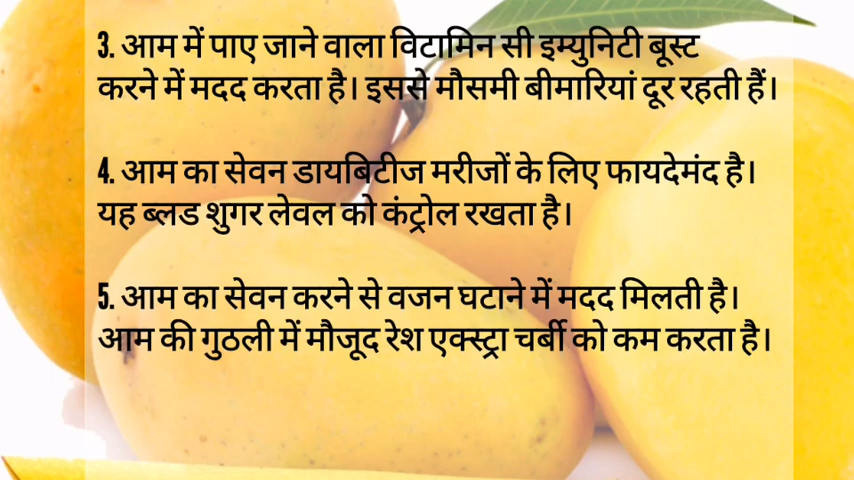 3. आम में पाए जाने वाला विटामिन सी इम्युनिटी बूस्ट
करने में मदद करता है। इससे मौसमी बीमारियां दूर रहती हैं।
4. आम का सेवन डायबिटीज मरीजों के लिए फायदेमंद है।
यह ब्लड शुगर लेवल को कंट्रोल रखता है।
5. आम का सेवन करने से वजन घटाने में मदद मिलती है।
आम की गुठली में मौजूद रेश एक्स्ट्रा चर्बी को कम करता है।